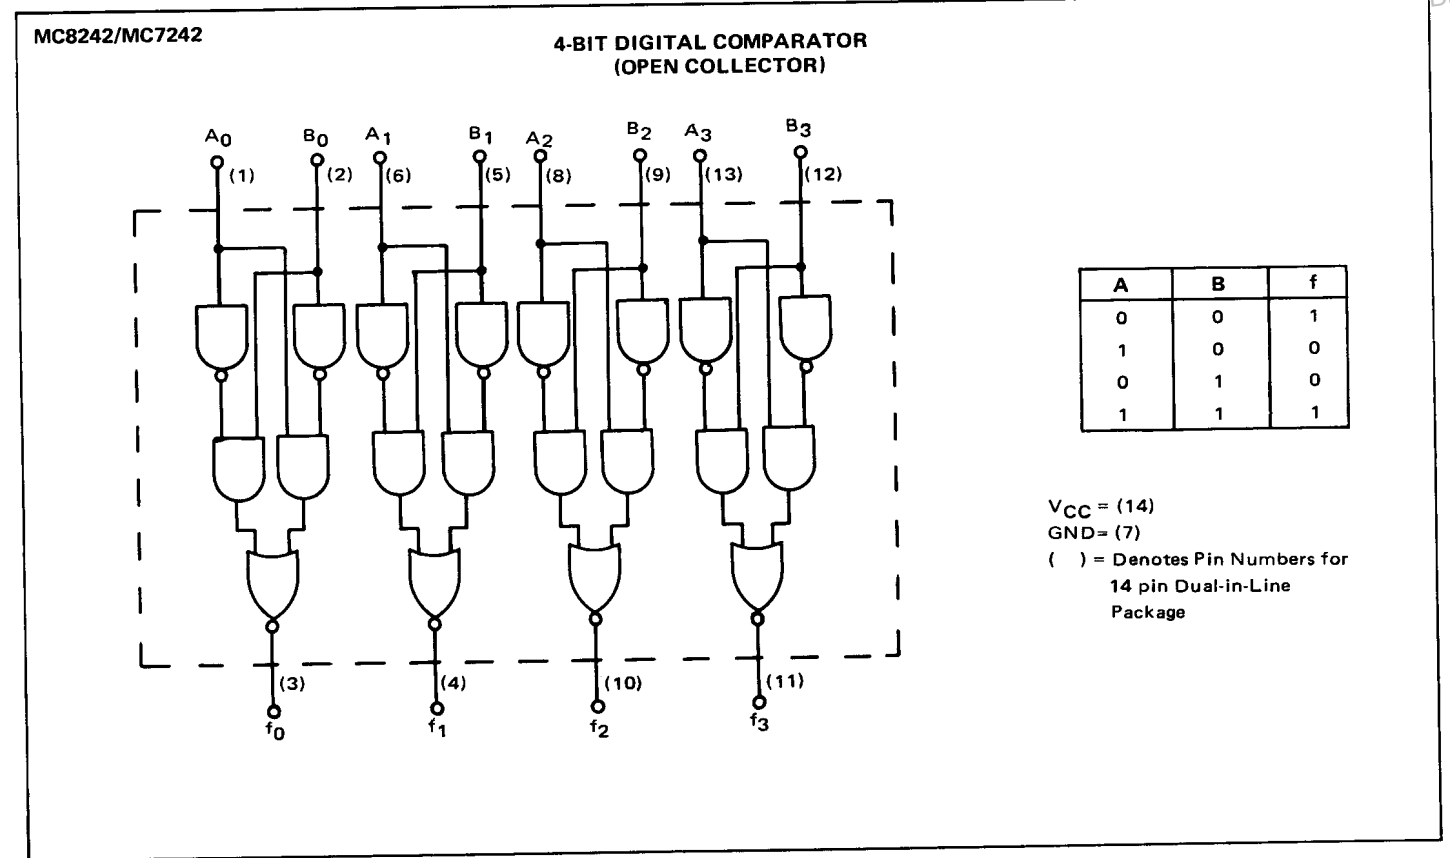 MC8242/MC7242
4-BIT DIGITAL COMPARATOR
(OPEN COLLECTOR)
A0 B0 A1 B1 A2 B2 A3 B3
(1) (2) (6) (5) (8) (9) (13) (12)
A B f
0 0 1
1 0 0
0 1 0
1 1 1
VCC = (14)
GND= (7)
( ) = Denotes Pin Numbers for
14 pin Dual-in-Line
Package
(3) (4) (10) (11)
f0 f1 f2 f3